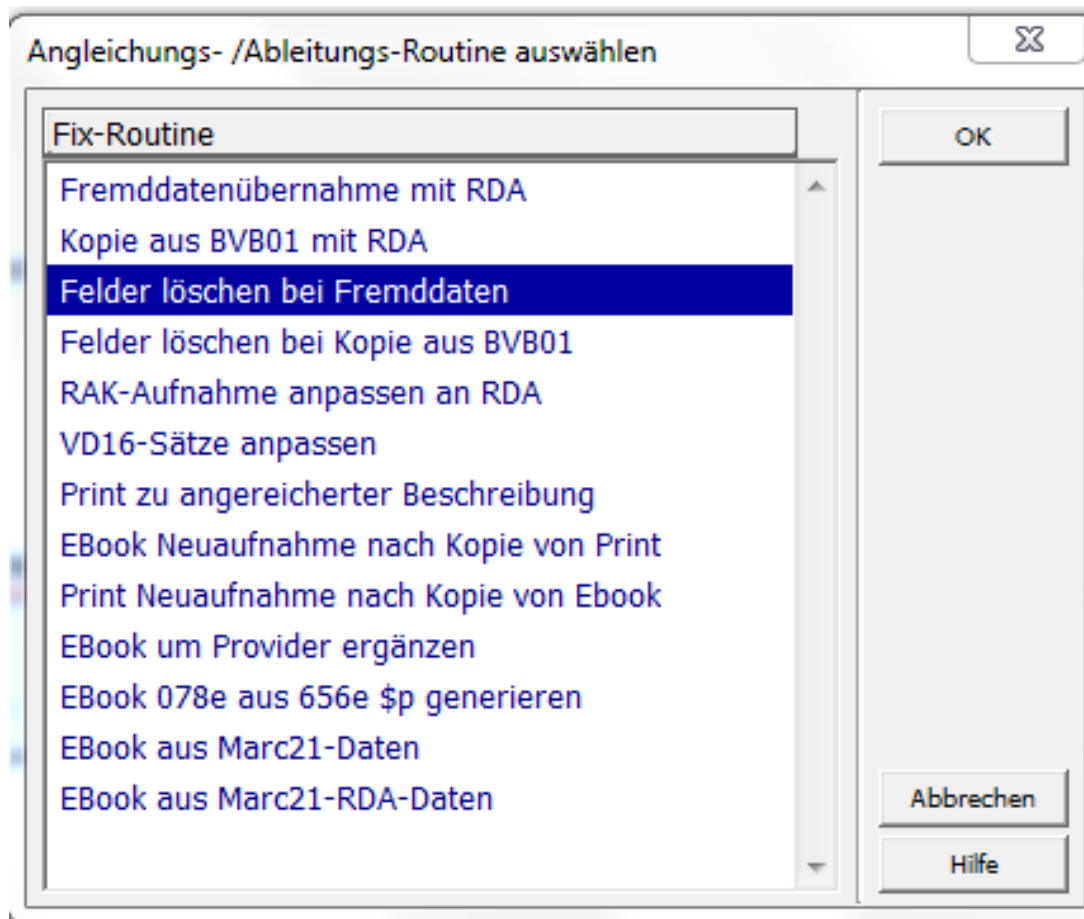 Angleichungs- /Ableitungs-Routine auswählen
Fix-Routine
OK
Fremddatenübernahme mit RDA
Kopie aus BVB01 mit RDA
Felder löschen bei Fremddaten
Felder löschen bei Kopie aus BVB01
RAK-Aufnahme anpassen an RDA
VD16-Sätze anpassen
Print zu angereicherter Beschreibung
EBook Neuaufnahme nach Kopie von Print
Print Neuaufnahme nach Kopie von Ebook
EBook um Provider ergänzen
EBook 078e aus 656e $p generieren
EBook aus Marc21-Daten
EBook aus Marc21-RDA-Daten
Abbrechen
Hilfe